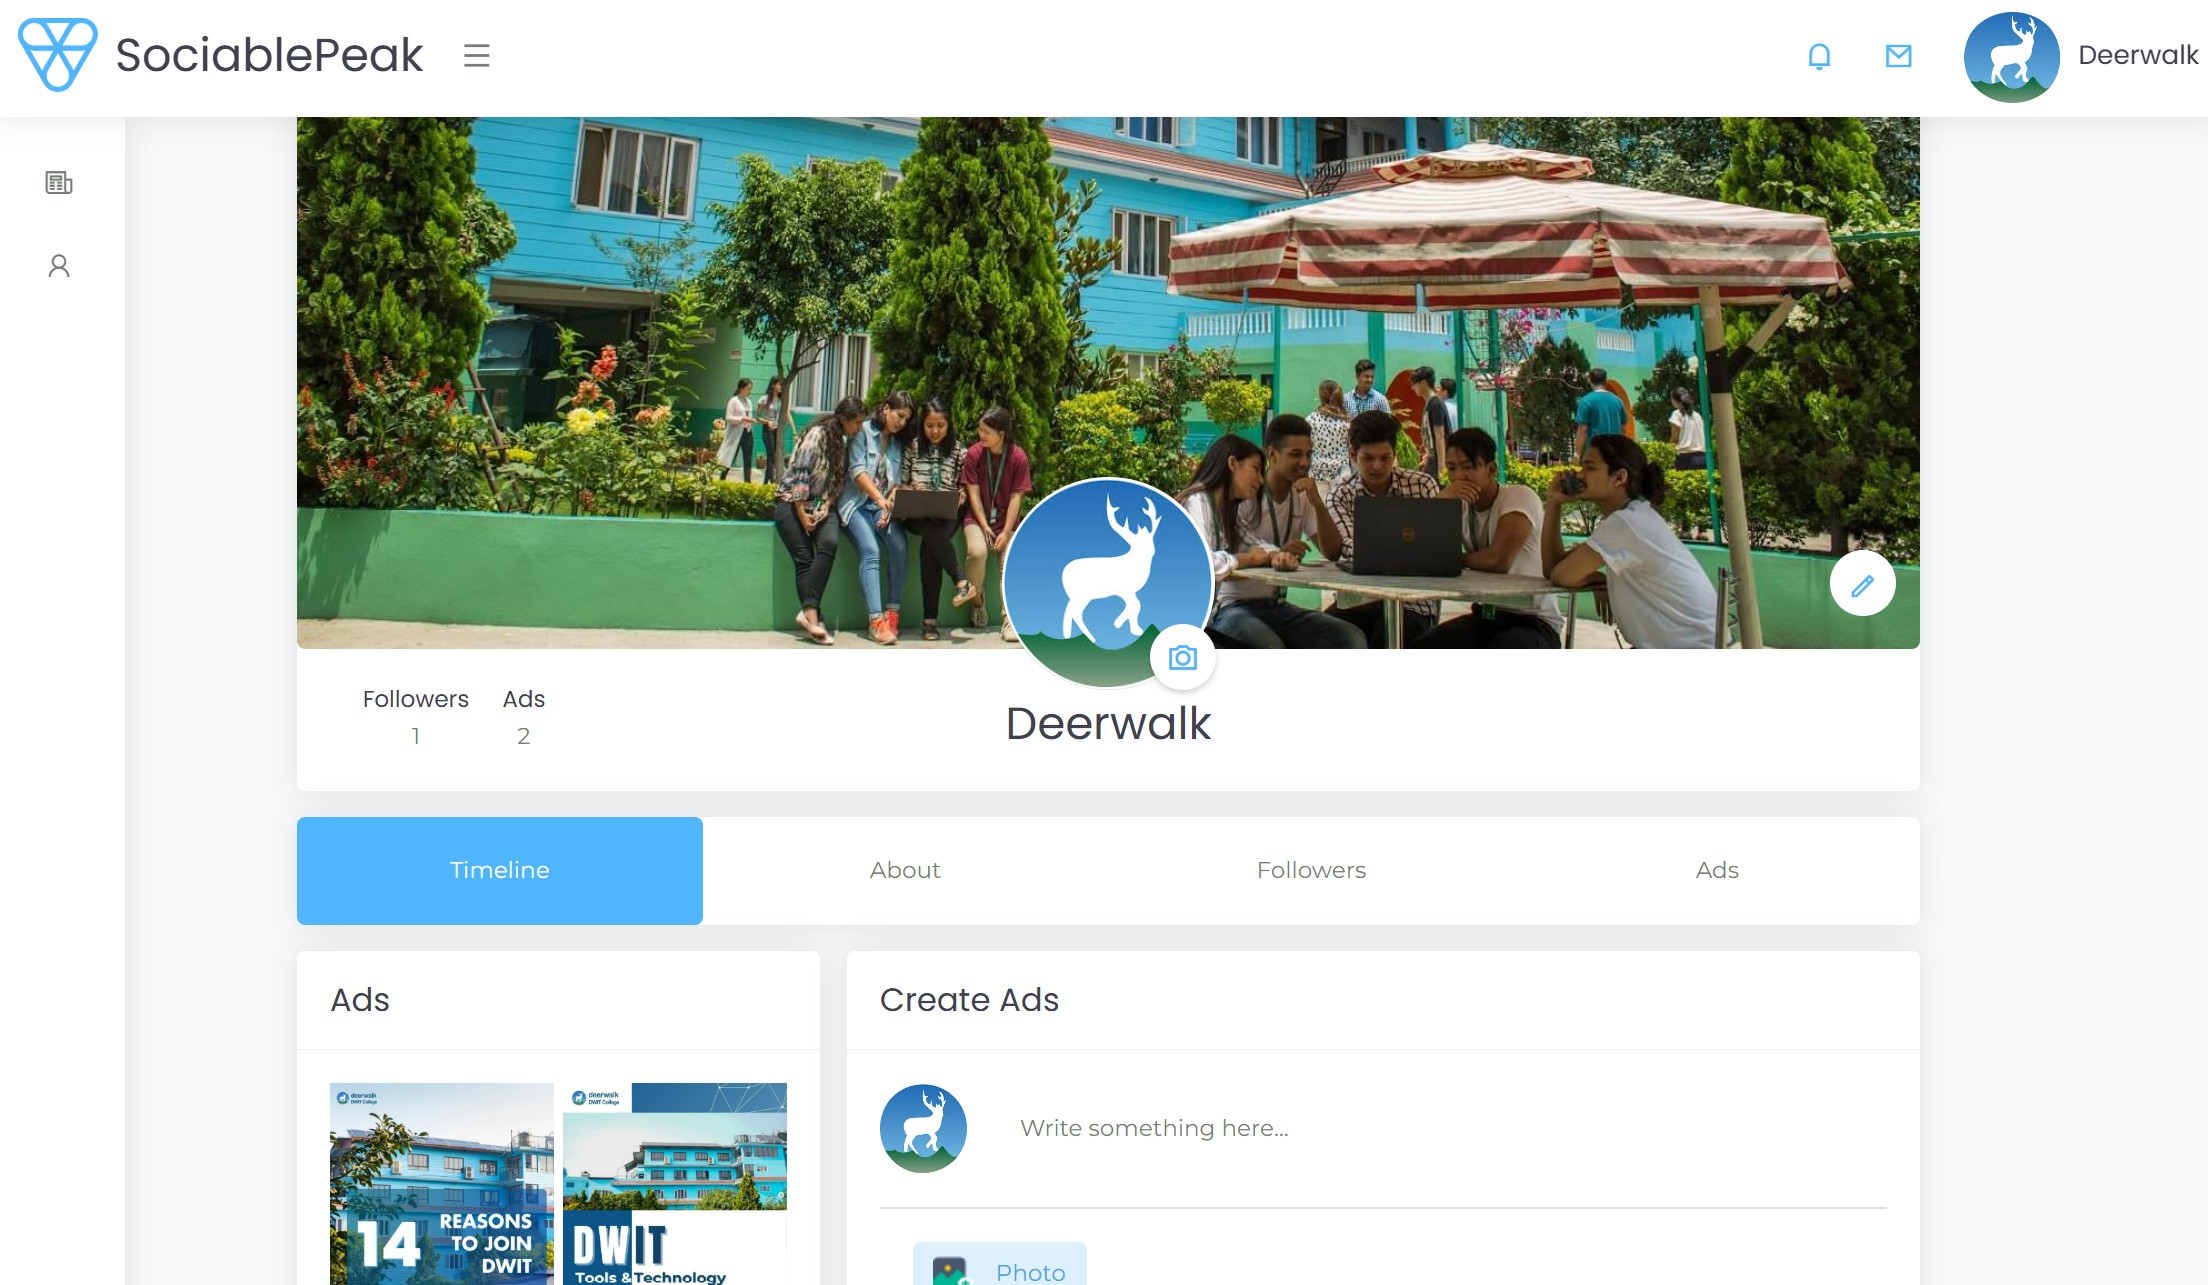 SociablePeak
Deerwalk
Followers
1
Ads
2
Deerwalk
Timeline
About
Followers
Ads
Ads
deerwalk
DWIT College
14 REASONS
TO JOIN
DWIT
deerwalk
DWIT College
DWIT
Tools & Technology
Create Ads
Write something here...
Photo